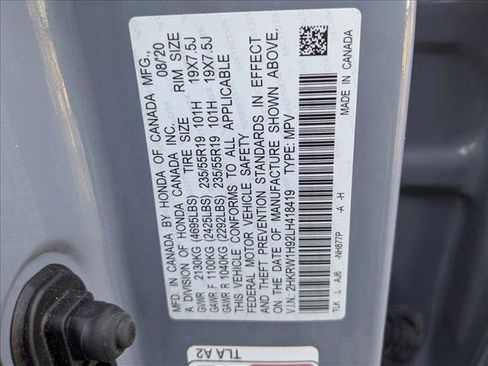 MFD. IN CANADA BY HONDA OF CANADA MFG.,
A DIVISION OF HONDA CANADA INC. 08/20
TIRE SIZE RIM SIZE
GVWR 2130KG (4695LBS)
GAWR F 1100KG (2425LBS) 235/55R19 101H 19X7.5J
GAWR R 1040KG (2292LBS) 235/55R19 101H 19X7.5J
THIS VEHICLE CONFORMS TO ALL APPLICABLE
FEDERAL MOTOR VEHICLE SAFETY
AND THEFT PREVENTION STANDARDS IN EFFECT
ON THE DATE OF MANUFACTURE SHOWN ABOVE.
V.I.N.: 2HKRW1H92LH418419 TYPE: MPV
TLK L AJ6 -NH877P -A -H MADE IN CANADA
TLA A2